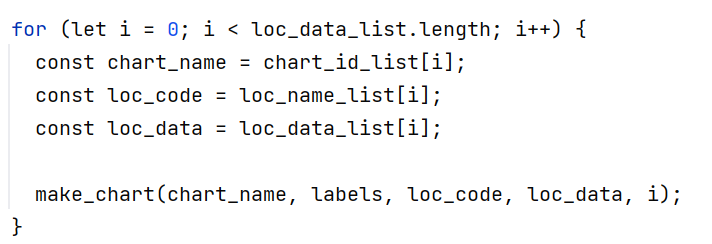 for (let i = 0; i < loc_data_list.length; i++) {
  const chart_name = chart_id_list[i];
  const loc_code = loc_name_list[i];
  const loc_data = loc_data_list[i];

  make_chart(chart_name, labels, loc_code, loc_data, i);
}